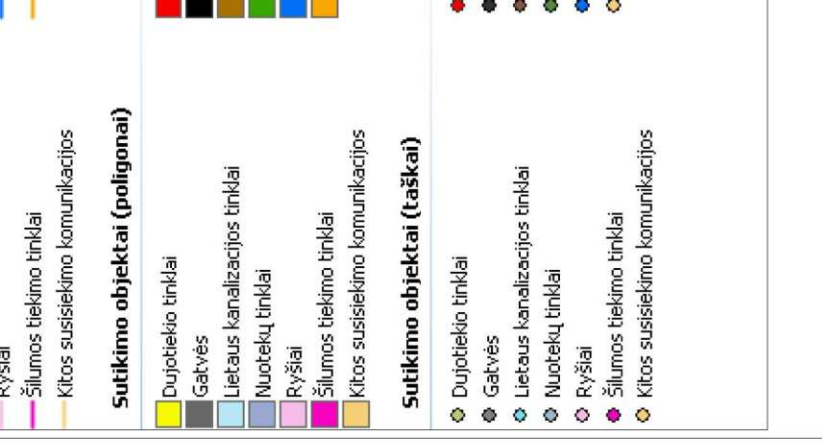 Ryšiai
Šilumos tiekimo tinklai
Kitos susisiekimo komunikacijos
Sutikimo objektai (poligonai)
Dujotiekio tinklai
Gatvės
Lietaus kanalizacijos tinklai
Nuotekų tinklai
Ryšiai
Šilumos tiekimo tinklai
Kitos susisiekimo komunikacijos
Sutikimo objektai (taškai)
Dujotiekio tinklai
Gatvės
Lietaus kanalizacijos tinklai
Nuotekų tinklai
Ryšiai
Šilumos tiekimo tinklai
Kitos susisiekimo komunikacijos